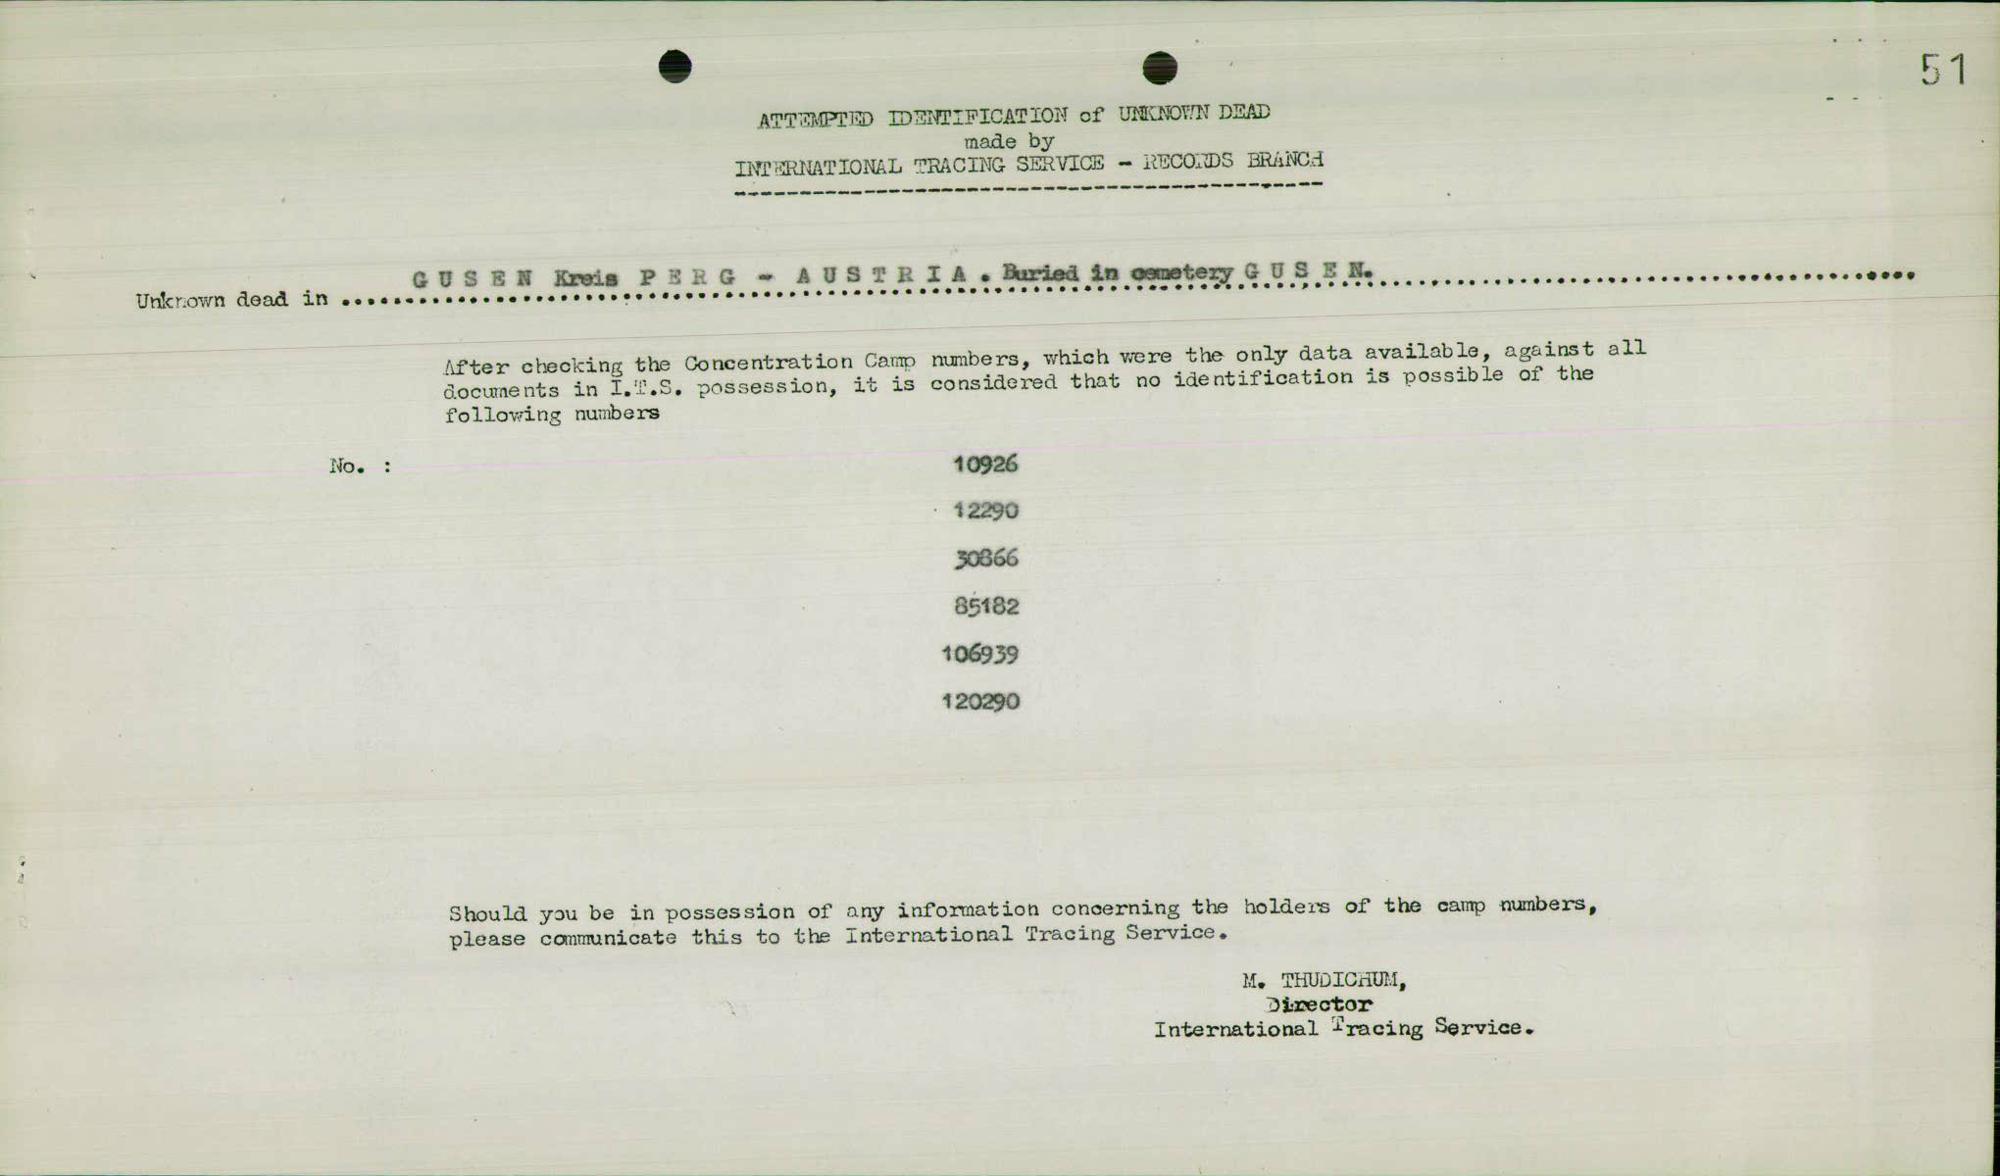 51
ATTEMPTED IDENTIFICATION of UNKNOWN DEAD
made by
INTERNATIONAL TRACING SERVICE - RECORDS BRANCH
Unknown dead in G U S E N Kreis P E R G - A U S T R I A . Buried in cemetery G U S E N.
After checking the Concentration Camp numbers, which were the only data available, against all
documents in I.T.S. possession, it is considered that no identification is possible of the
following numbers
No. : 10926
12290
30866
85182
106939
120290
Should you be in possession of any information concerning the holders of the camp numbers,
please communicate this to the International Tracing Service.
M. THUDICHUM,
Director
International Tracing Service.